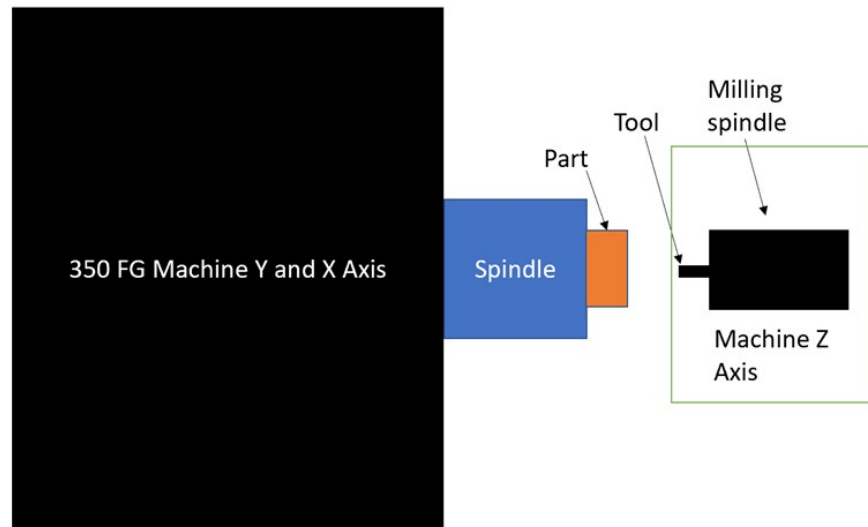 Milling
spindle
Tool
Part
350 FG Machine Y and X Axis
Spindle
Machine Z
Axis